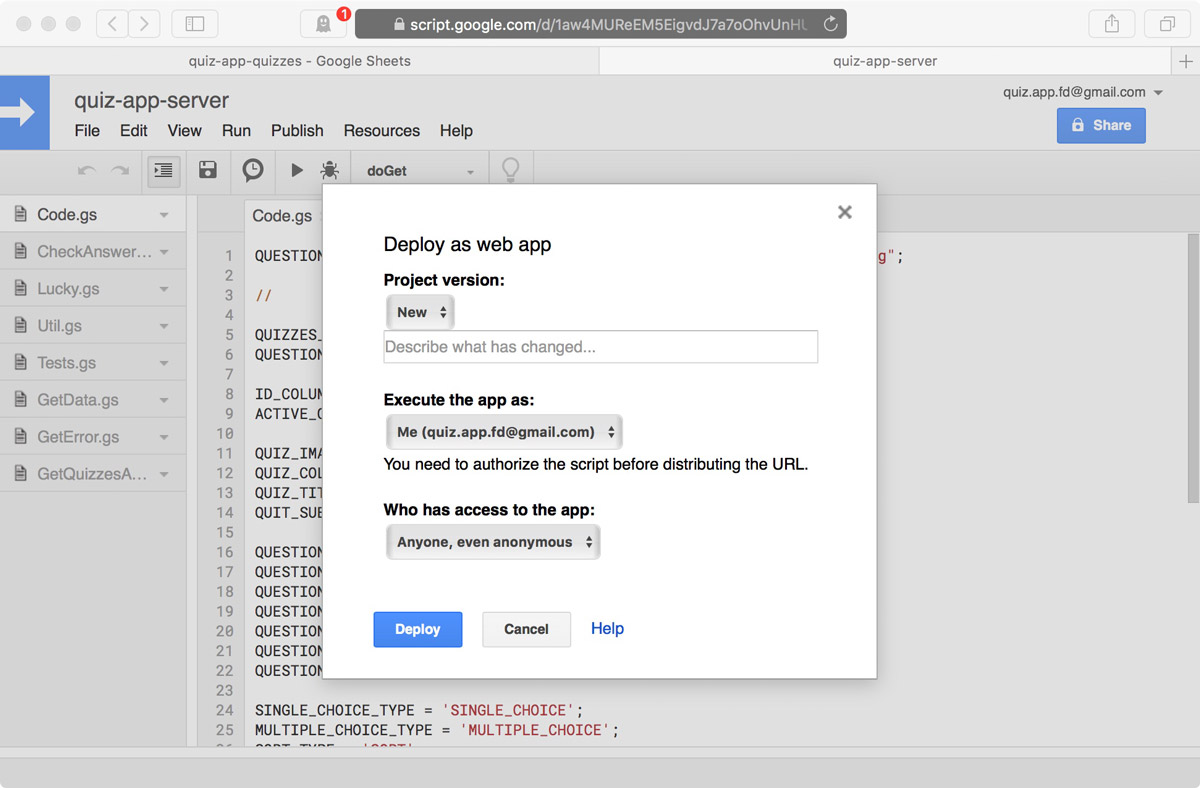 1
script.google.com/d/1aw4MUReEM5EigvdJ7a7oOhvUnHU
quiz-app-quizzes - Google Sheets
quiz-app-server
quiz-app-server
quiz.app.fd@gmail.com
File Edit View Run Publish Resources Help
Share
doGet
Code.gs
CheckAnswer...
Lucky.gs
Util.gs
Tests.gs
GetData.gs
GetError.gs
GetQuizzesA...
Code.gs
1 QUESTION g";
2
3 //
4
5 QUIZZES_
6 QUESTION
7
8 ID_COLUM
9 ACTIVE_C
10
11 QUIZ_IMA
12 QUIZ_COL
13 QUIZ_TIT
14 QUIT_SUB
15
16 QUESTION
17 QUESTION
18 QUESTION
19 QUESTION
20 QUESTION
21 QUESTION
22 QUESTION
23
24 SINGLE_CHOICE_TYPE = 'SINGLE_CHOICE';
25 MULTIPLE_CHOICE_TYPE = 'MULTIPLE_CHOICE';
Deploy as web app
Project version:
New
Describe what has changed...
Execute the app as:
Me (quiz.app.fd@gmail.com)
You need to authorize the script before distributing the URL.
Who has access to the app:
Anyone, even anonymous
Deploy Cancel Help